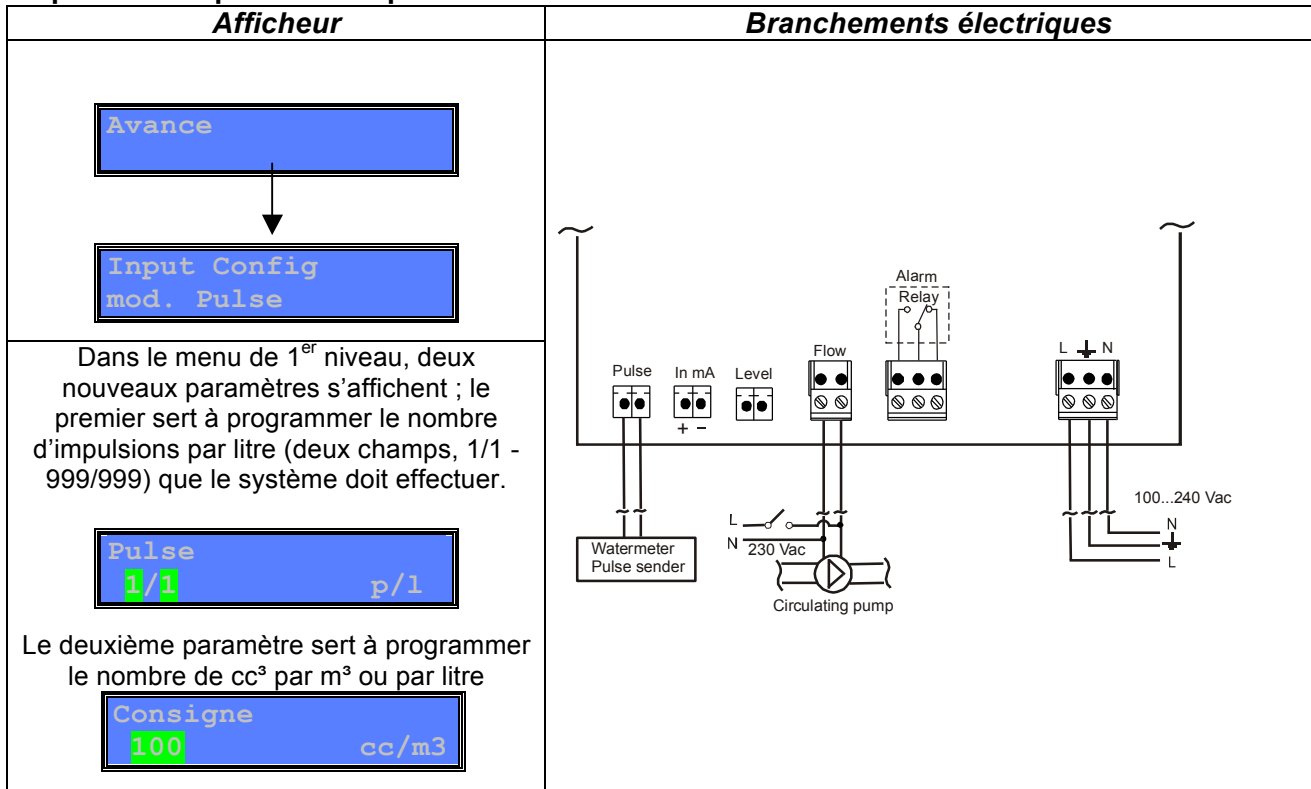 Afficheur
Branchements électriques
Avance
Input Config
mod. Pulse
Dans le menu de 1er niveau, deux
nouveaux paramètres s'affichent ; le
premier sert à programmer le nombre
d'impulsions par litre (deux champs, 1/1 -
999/999) que le système doit effectuer.
Pulse
1/1 p/l
Le deuxième paramètre sert à programmer
le nombre de cc³ par m³ ou par litre
Consigne
100 cc/m3
Alarm
Relay
Pulse In mA Level Flow L N
+ -
100...240 Vac
N
L
L
N 230 Vac
Watermeter
Pulse sender
Circulating pump